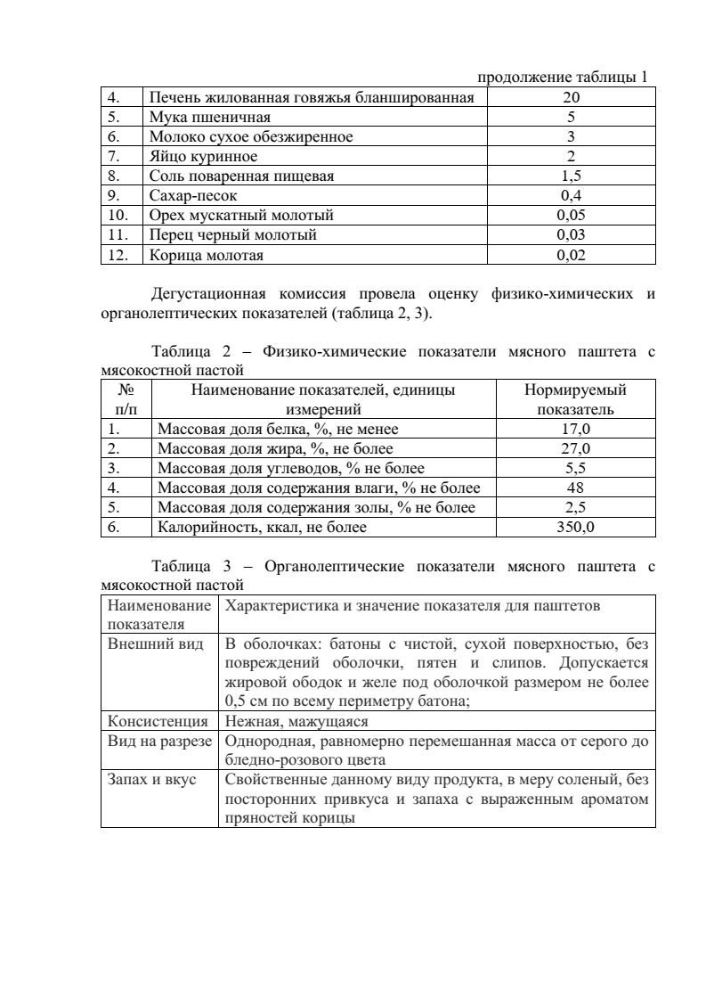 продолжение таблицы 1
4. Печень жилованная говяжья бланшированная 20
5. Мука пшеничная 5
6. Молоко сухое обезжиренное 3
7. Яйцо куринное 2
8. Соль поваренная пищевая 1,5
9. Сахар-песок 0,4
10. Орех мускатный молотый 0,05
11. Перец черный молотый 0,03
12. Корица молотая 0,02
Дегустационная комиссия провела оценку физико-химических и
органолептических показателей (таблица 2, 3).
Таблица 2 – Физико-химические показатели мясного паштета с
мясокостной пастой
№ Наименование показателей, единицы Нормируемый
п/п измерений показатель
1. Массовая доля белка, %, не менее 17,0
2. Массовая доля жира, %, не более 27,0
3. Массовая доля углеводов, % не более 5,5
4. Массовая доля содержания влаги, % не более 48
5. Массовая доля содержания золы, % не более 2,5
6. Калорийность, ккал, не более 350,0
Таблица 3 – Органолептические показатели мясного паштета с
мясокостной пастой
Наименование Характеристика и значение показателя для паштетов
показателя
Внешний вид В оболочках: батоны с чистой, сухой поверхностью, без
повреждений оболочки, пятен и слипов. Допускается
жировой ободок и желе под оболочкой размером не более
0,5 см по всему периметру батона;
Консистенция Нежная, мажущаяся
Вид на разрезе Однородная, равномерно перемешанная масса от серого до
бледно-розового цвета
Запах и вкус Свойственные данному виду продукта, в меру соленый, без
посторонних привкуса и запаха с выраженным ароматом
пряностей корицы